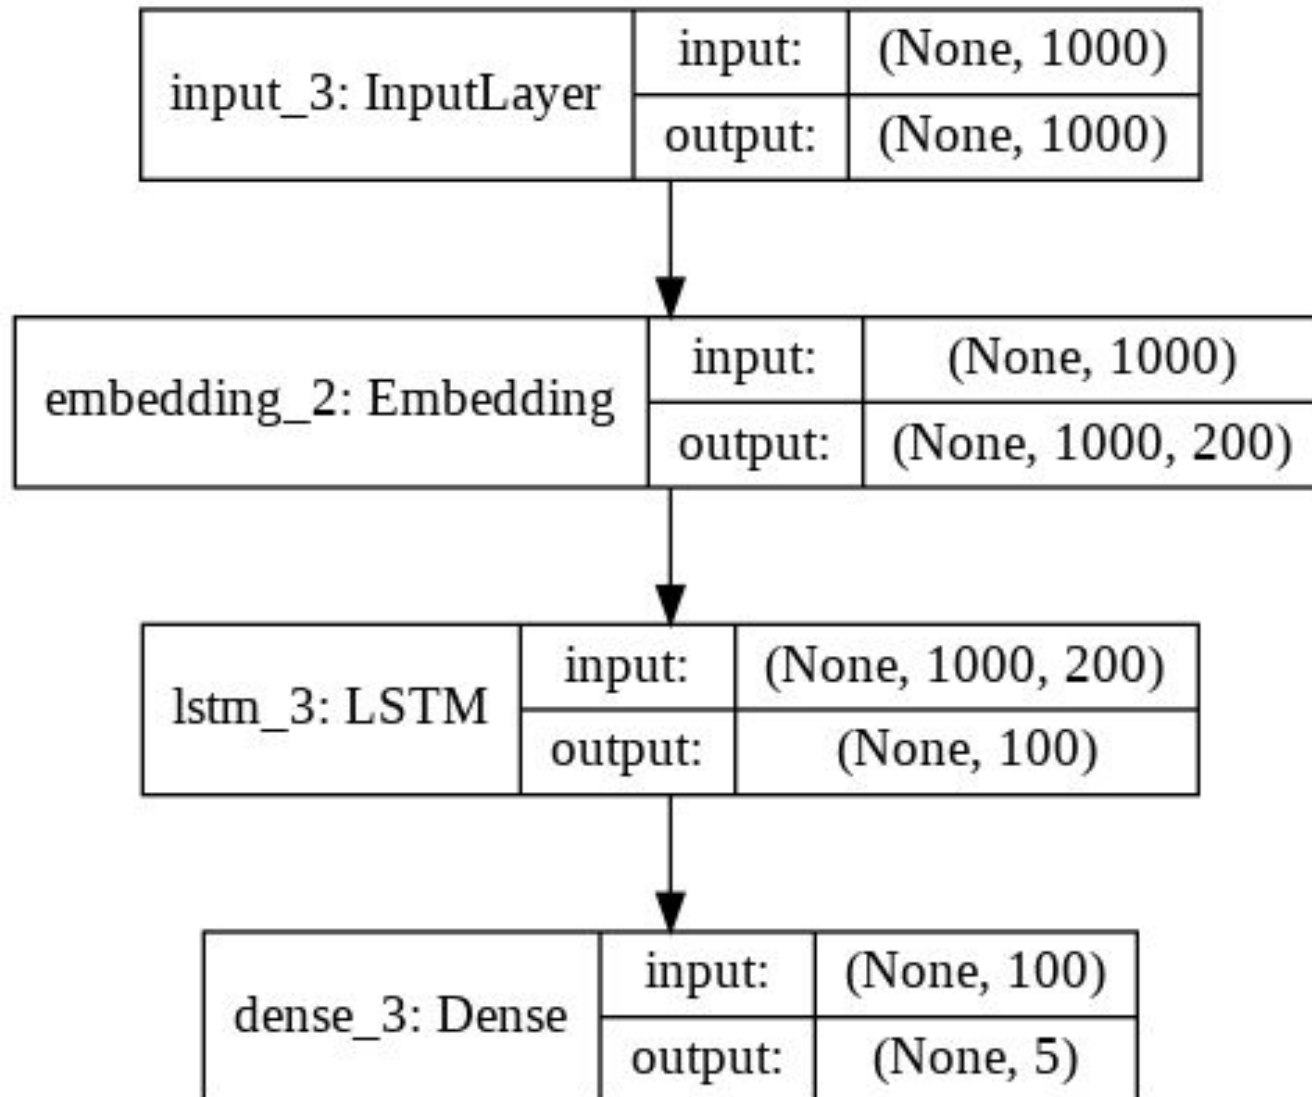 input_3: InputLayer
input: (None, 1000)
output: (None, 1000)
embedding_2: Embedding
input: (None, 1000)
output: (None, 1000, 200)
lstm_3: LSTM
input: (None, 1000, 200)
output: (None, 100)
dense_3: Dense
input: (None, 100)
output: (None, 5)